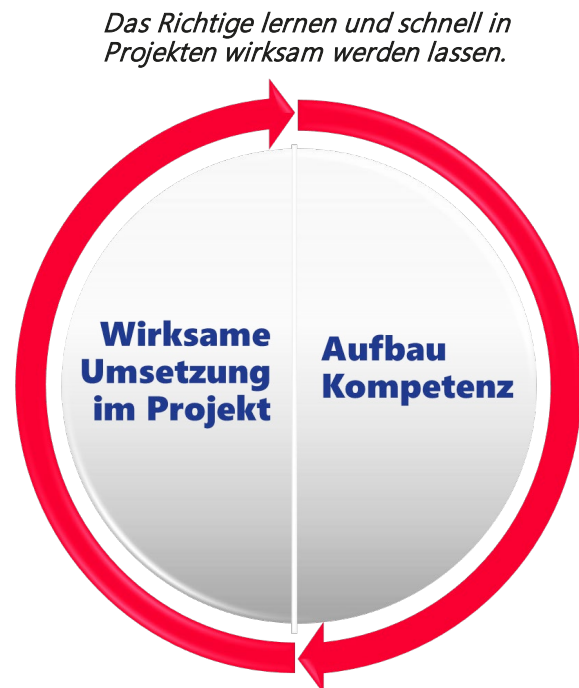 Das Richtige lernen und schnell in
Projekten wirksam werden lassen.
Wirksame
Umsetzung
im Projekt
Aufbau
Kompetenz